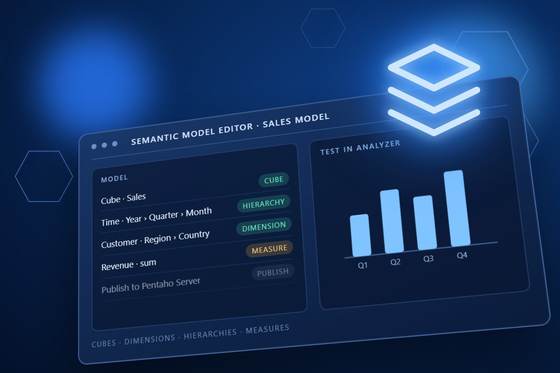 SEMANTIC MODEL EDITOR · SALES MODEL
MODEL
Cube · Sales
CUBE
Time · Year › Quarter › Month
HIERARCHY
Customer · Region › Country
DIMENSION
Revenue · sum
MEASURE
Publish to Pentaho Server
PUBLISH
TEST IN ANALYZER
Q1 Q2 Q3 Q4
CUBES · DIMENSIONS · HIERARCHIES · MEASURES